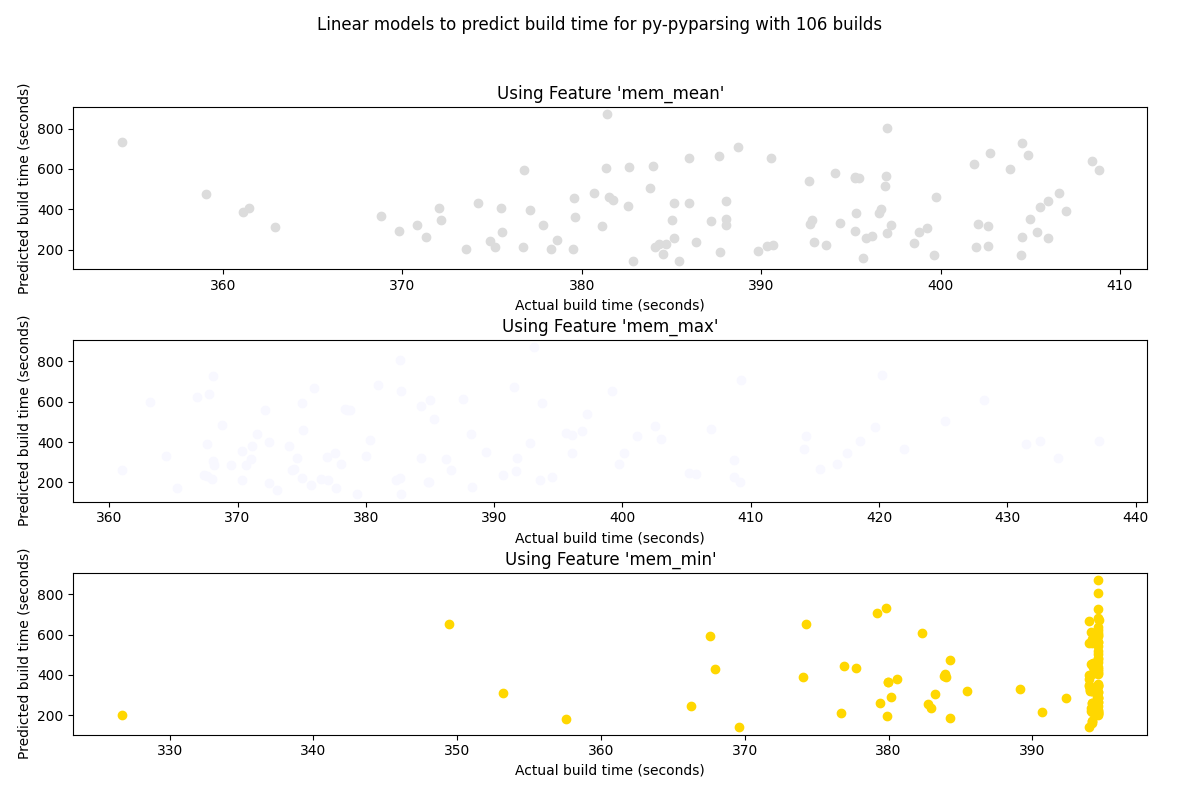 Linear models to predict build time for py-pyparsing with 106 builds
Using Feature 'mem_mean'
Predicted build time (seconds)
800
600
400
200
360 370 380 390 400 410
Actual build time (seconds)
Using Feature 'mem_max'
Predicted build time (seconds)
800
600
400
200
360 370 380 390 400 410 420 430 440
Actual build time (seconds)
Using Feature 'mem_min'
Predicted build time (seconds)
800
600
400
200
330 340 350 360 370 380 390
Actual build time (seconds)